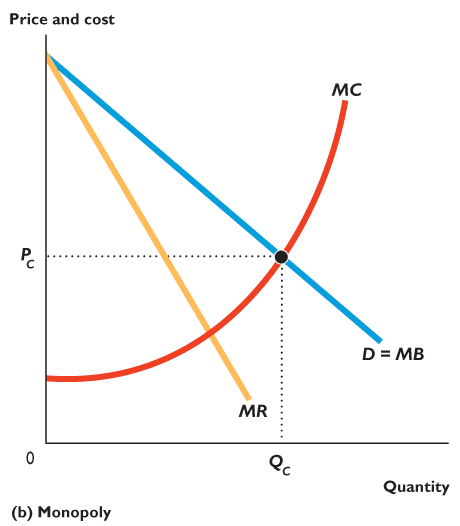 Price and cost
MC
P_C
D = MB
MR
0
Q_C
Quantity
(b) Monopoly